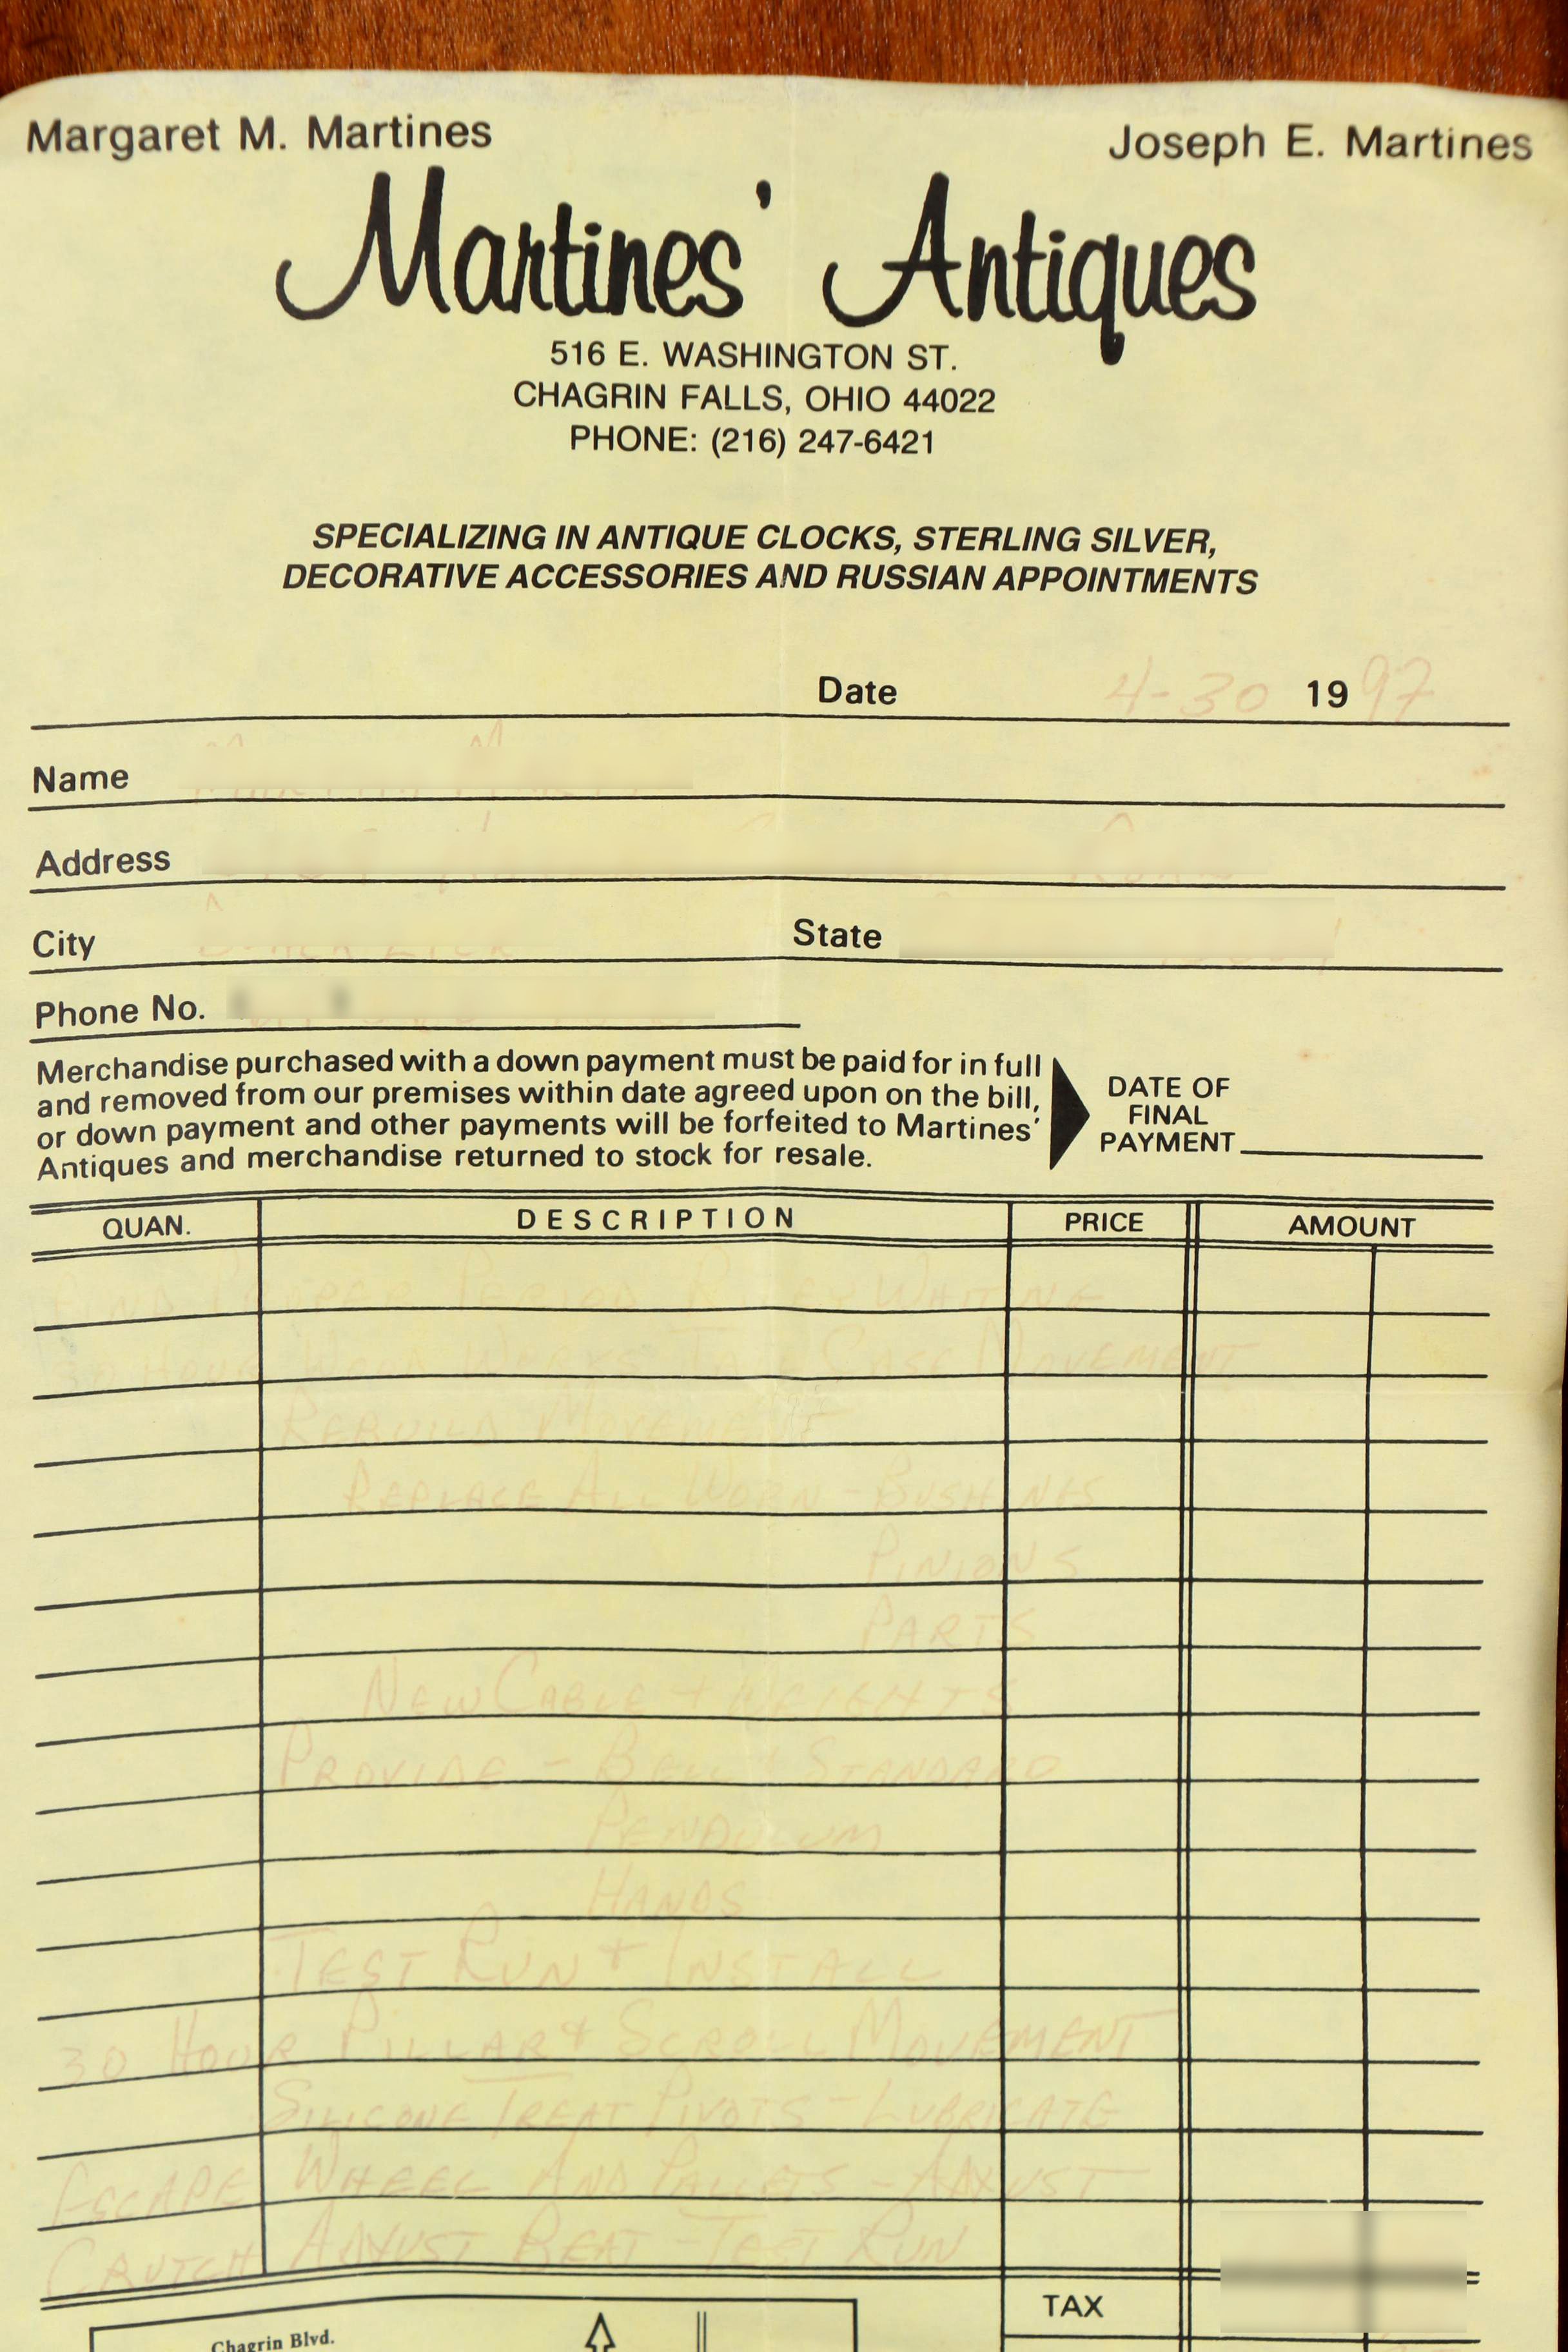 Margaret M. Martines Joseph E. Martines
Martines' Antiques
516 E. WASHINGTON ST.
CHAGRIN FALLS, OHIO 44022
PHONE: (216) 247-6421
SPECIALIZING IN ANTIQUE CLOCKS, STERLING SILVER,
DECORATIVE ACCESSORIES AND RUSSIAN APPOINTMENTS
Date 4-30 1997
Name
Address
City State
Phone No.
Merchandise purchased with a down payment must be paid for in full
and removed from our premises within date agreed upon on the bill,
or down payment and other payments will be forfeited to Martines'
Antiques and merchandise returned to stock for resale.
DATE OF
FINAL
PAYMENT
QUAN. DESCRIPTION PRICE AMOUNT
FIND PROPER PERIOD RILEY WHITING
30 HOUR WOOD WORKS TALL CASE MOVEMENT
REBUILD MOVEMENT
REPLACE ALL WORN - BUSHINGS
PINIONS
PARTS
NEW CABLE + WEIGHTS
PROVIDE - BELL + STANDARD
PENDULUM
HANDS
TEST RUN + INSTALL
30 HOUR PILLAR + SCROLL MOVEMENT
SILICONE TREAT PIVOTS - LUBRICATE
ESCAPE WHEEL AND PALLETS - ADJUST
CRUTCH ADJUST BEAT - TEST RUN
TAX
Chagrin Blvd.